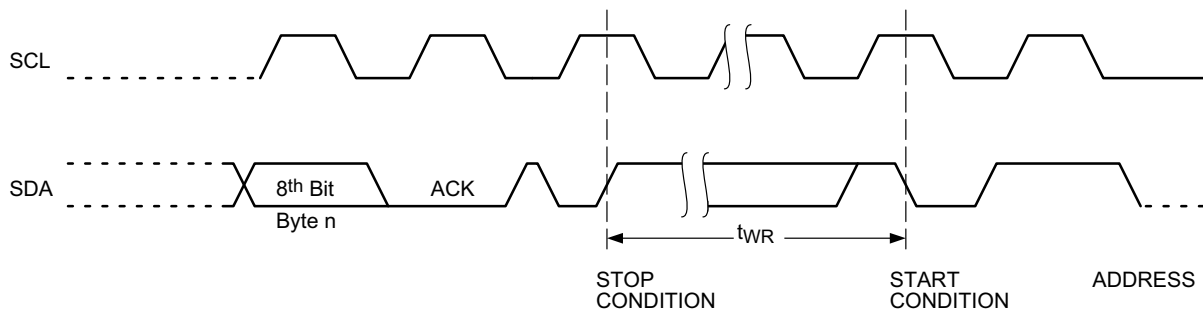 SCL
SDA
8th Bit
Byte n
ACK
tWR
STOP
CONDITION
START
CONDITION
ADDRESS